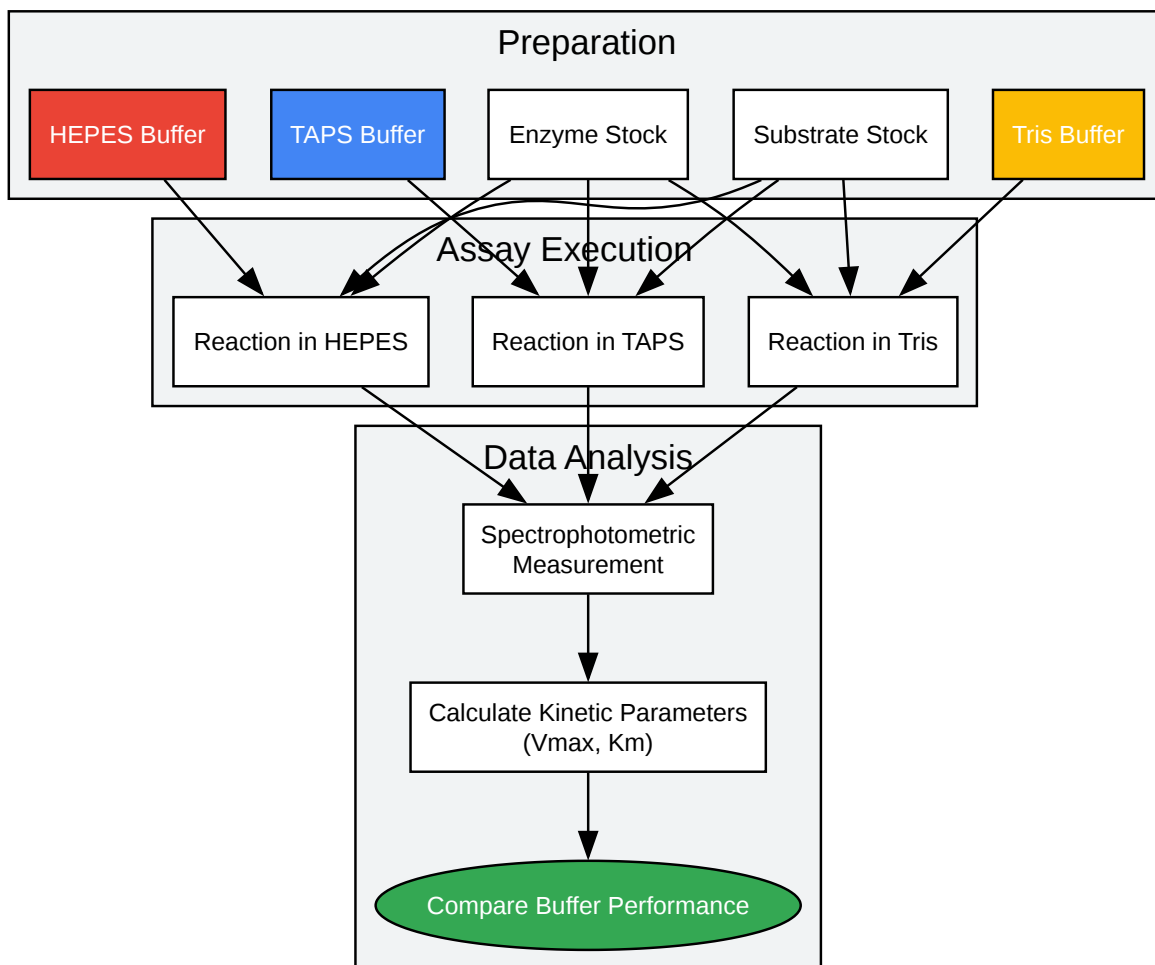 Preparation
HEPES Buffer
TAPS Buffer
Enzyme Stock
Substrate Stock
Tris Buffer
Assay Execution
Reaction in HEPES
Reaction in TAPS
Reaction in Tris
Data Analysis
Spectrophotometric
Measurement
Calculate Kinetic Parameters
(Vmax, Km)
Compare Buffer Performance